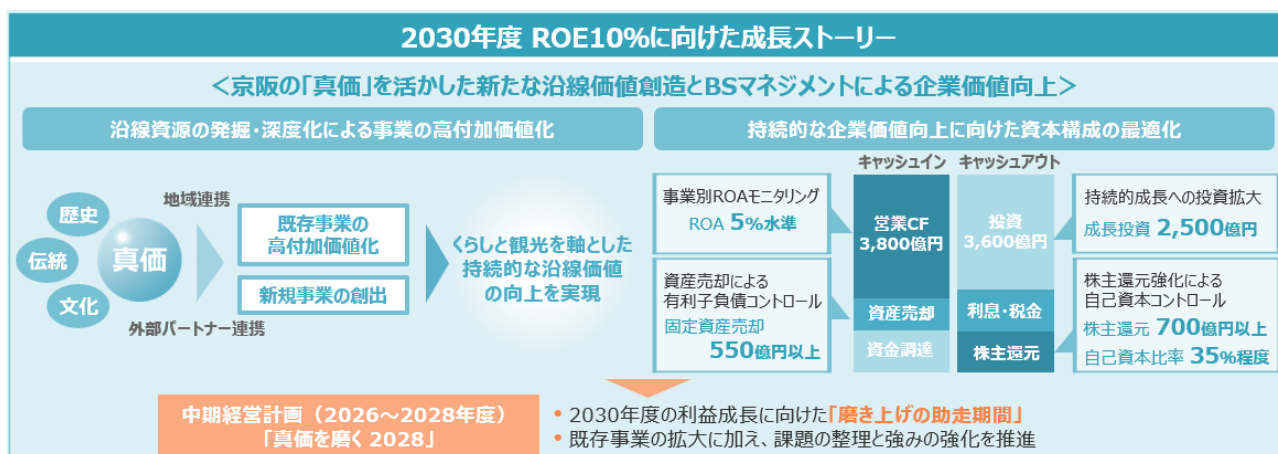 2030年度 ROE10%に向けた成長ストーリー
＜京阪の「真価」を活かした新たな沿線価値創造とBSマネジメントによる企業価値向上＞
沿線資源の発掘・深度化による事業の高付加価値化
歴史
伝統
文化
真価
地域連携
外部パートナー連携
既存事業の
高付加価値化
新規事業の創出
くらしと観光を軸とした
持続的な沿線価値
の向上を実現
持続的な企業価値向上に向けた資本構成の最適化
キャッシュイン
キャッシュアウト
事業別ROAモニタリング
ROA 5%水準
資産売却による
有利子負債コントロール
固定資産売却
550億円以上
営業CF
3,800億円
資産売却
資金調達
投資
3,600億円
利息・税金
株主還元
持続的成長への投資拡大
成長投資 2,500億円
株主還元強化による
自己資本コントロール
株主還元 700億円以上
自己資本比率 35%程度
中期経営計画（2026～2028年度）
「真価を磨く 2028」
• 2030年度の利益成長に向けた「磨き上げの助走期間」
• 既存事業の拡大に加え、課題の整理と強みの強化を推進